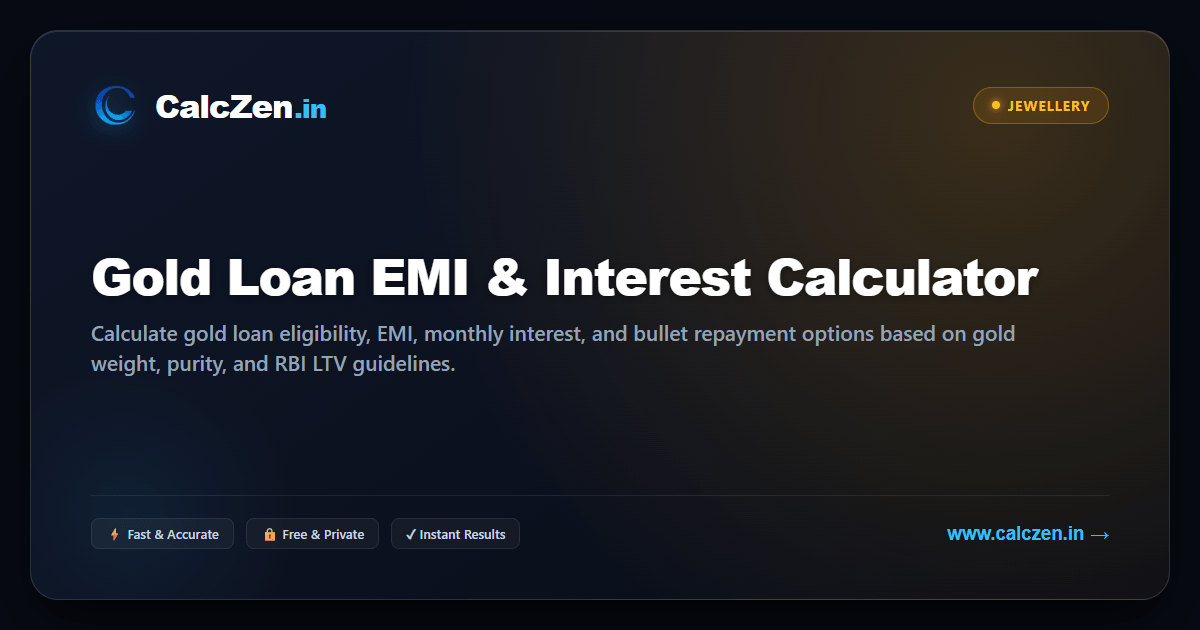 CalcZen.in
JEWELLERY
Gold Loan EMI & Interest Calculator
Calculate gold loan eligibility, EMI, monthly interest, and bullet repayment options based on gold
weight, purity, and RBI LTV guidelines.
Fast & Accurate
Free & Private
✓ Instant Results
www.calczen.in →